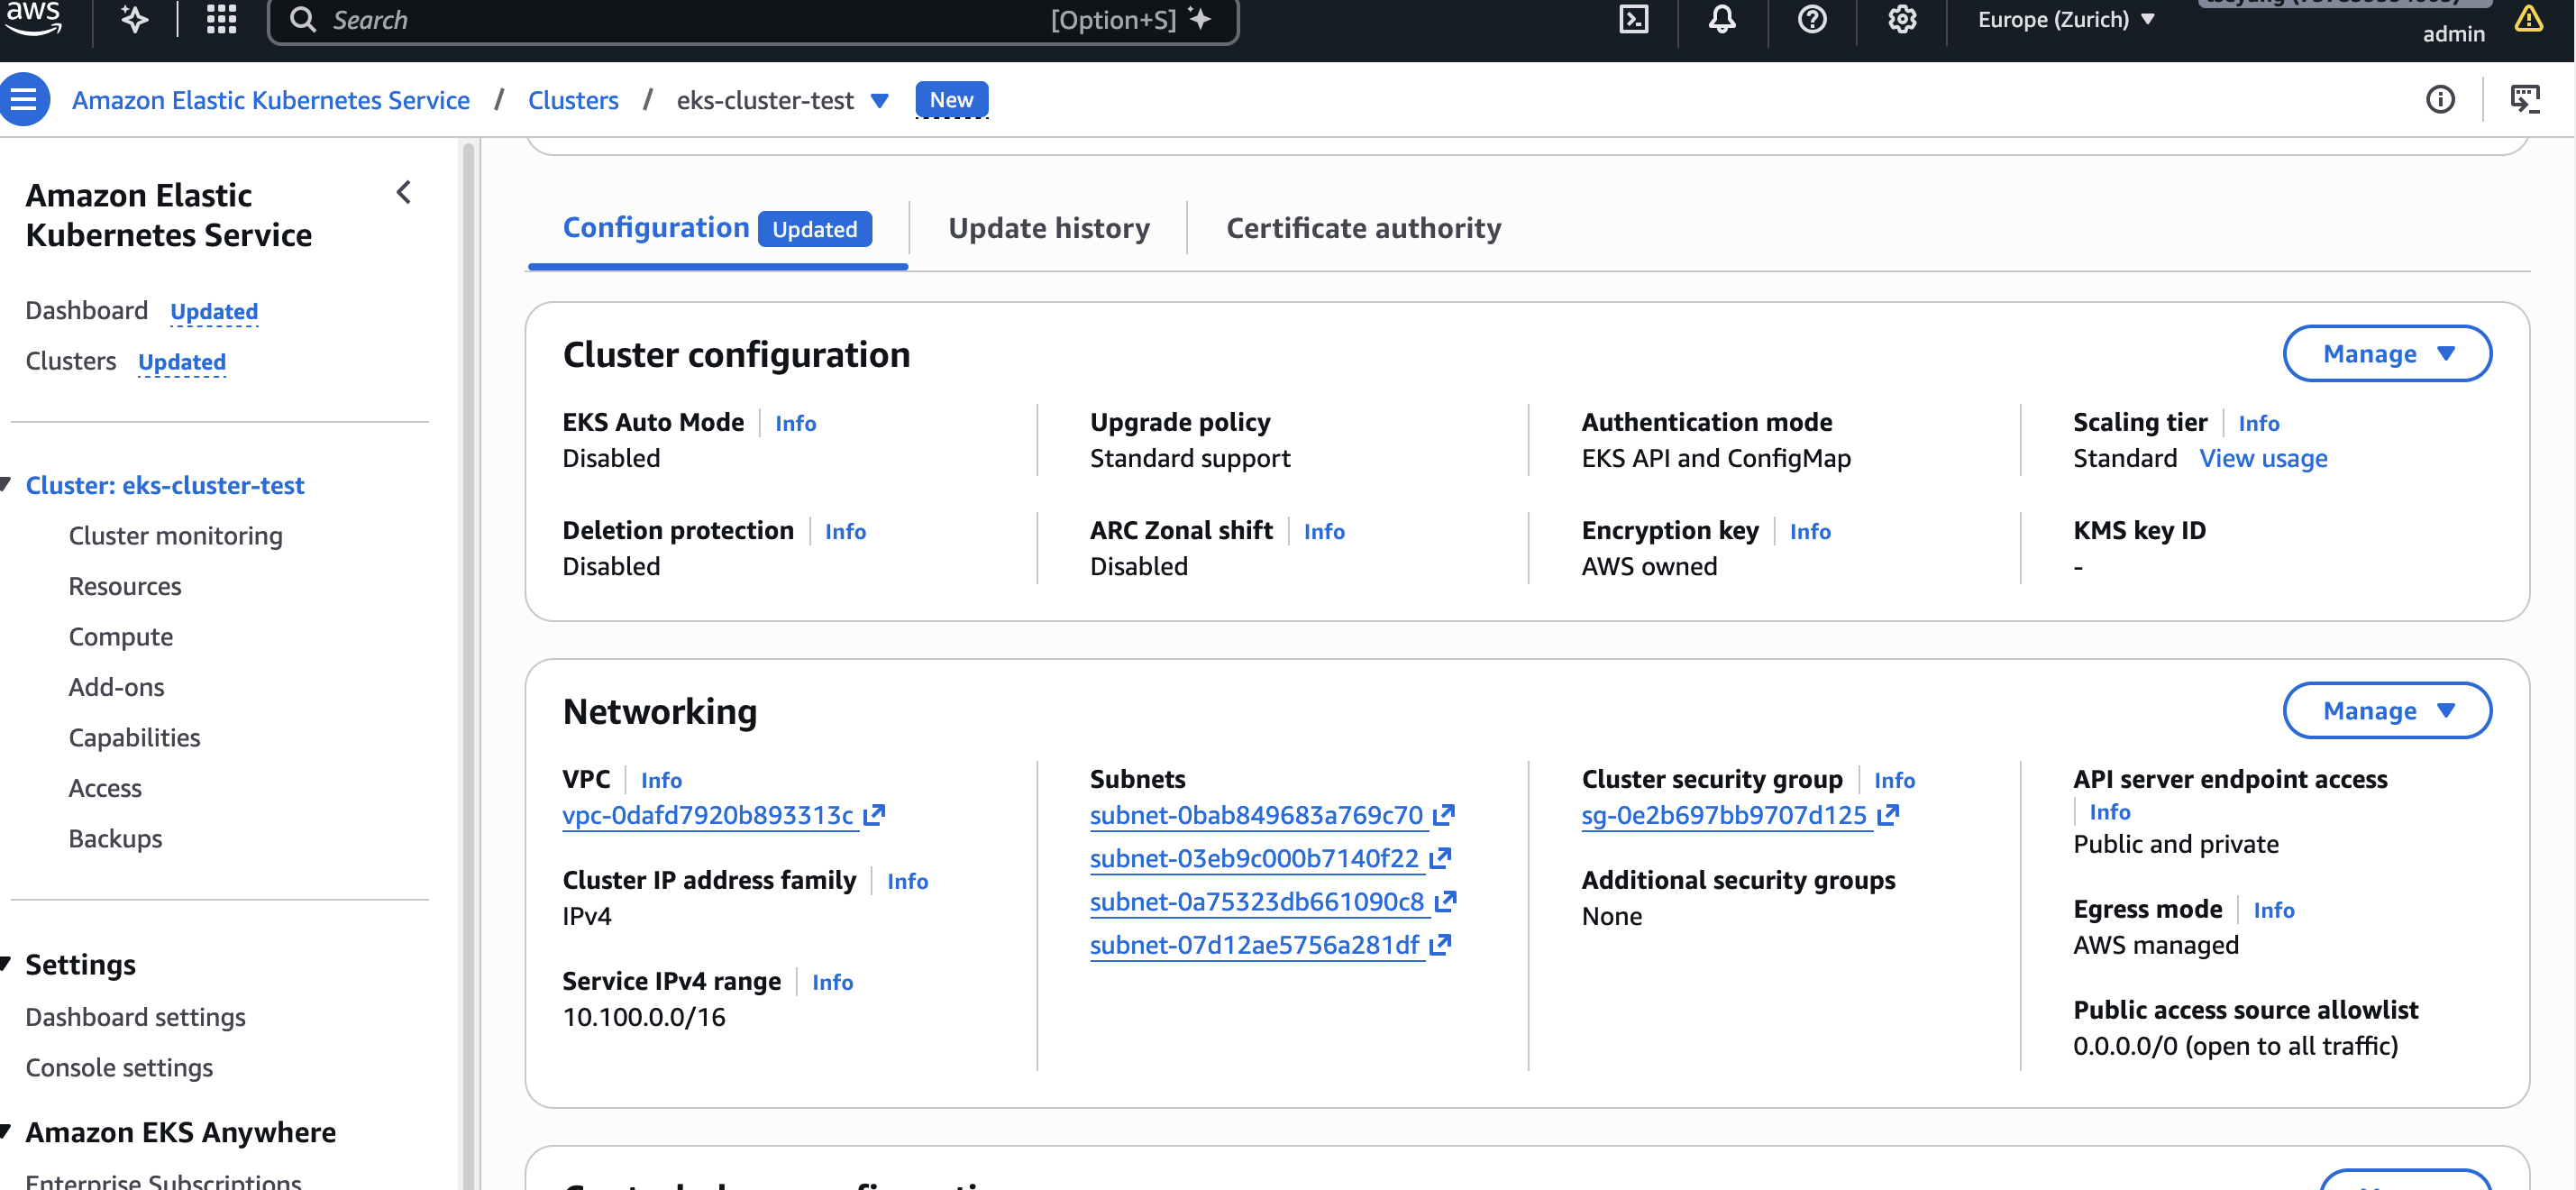 aws
Search
[Option+S]
Europe (Zurich)
admin
Amazon Elastic Kubernetes Service / Clusters / eks-cluster-test New
Amazon Elastic
Kubernetes Service
Dashboard Updated
Clusters Updated
Cluster: eks-cluster-test
Cluster monitoring
Resources
Compute
Add-ons
Capabilities
Access
Backups
Settings
Dashboard settings
Console settings
Amazon EKS Anywhere
Enterprise Subscriptions
Configuration Updated
Update history
Certificate authority
Cluster configuration
Manage
EKS Auto Mode Info
Disabled
Upgrade policy
Standard support
Authentication mode
EKS API and ConfigMap
Scaling tier Info
Standard View usage
Deletion protection Info
Disabled
ARC Zonal shift Info
Disabled
Encryption key Info
AWS owned
KMS key ID
-
Networking
Manage
VPC Info
vpc-0dafd7920b893313c
Cluster IP address family Info
IPv4
Service IPv4 range Info
10.100.0.0/16
Subnets
subnet-0bab849683a769c70
subnet-03eb9c000b7140f22
subnet-0a75323db661090c8
subnet-07d12ae5756a281df
Cluster security group Info
sg-0e2b697bb9707d125
Additional security groups
None
API server endpoint access
Info
Public and private
Egress mode Info
AWS managed
Public access source allowlist
0.0.0.0/0 (open to all traffic)